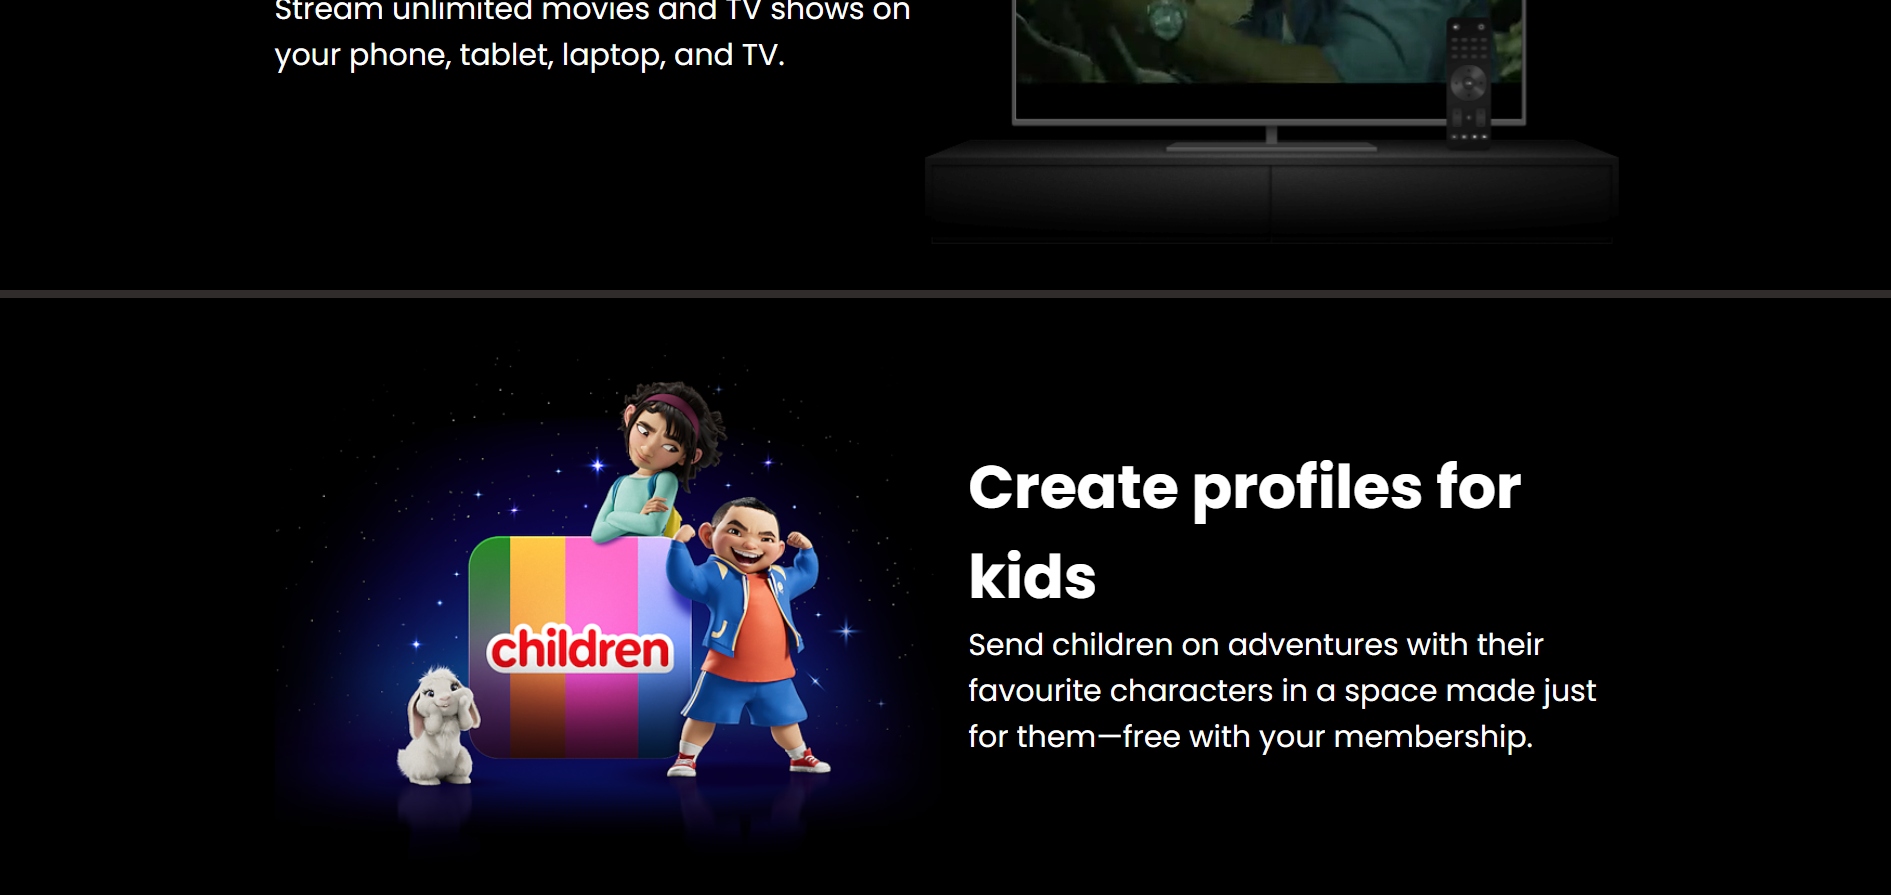 Stream unlimited movies and TV shows on
your phone, tablet, laptop, and TV.
children
Create profiles for
kids
Send children on adventures with their
favourite characters in a space made just
for them—free with your membership.